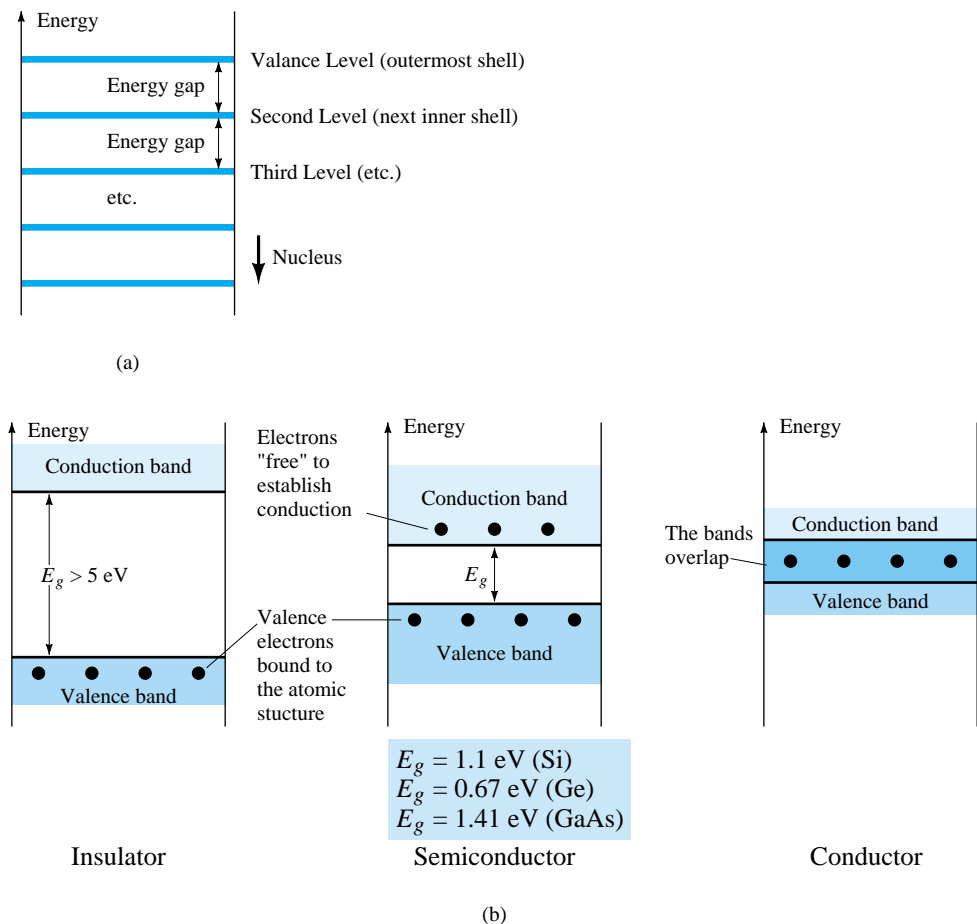 Energy
Valance Level (outermost shell)
Energy gap
Second Level (next inner shell)
Energy gap
Third Level (etc.)
etc.
Nucleus
(a)
Energy
Conduction band
E_g > 5 eV
Valence band
Electrons
"free" to
establish
conduction
Valence
electrons
bound to
the atomic
stucture
Energy
Conduction band
E_g
Valence band
E_g = 1.1 eV (Si)
E_g = 0.67 eV (Ge)
E_g = 1.41 eV (GaAs)
Energy
The bands
overlap
Conduction band
Valence band
Insulator
Semiconductor
Conductor
(b)